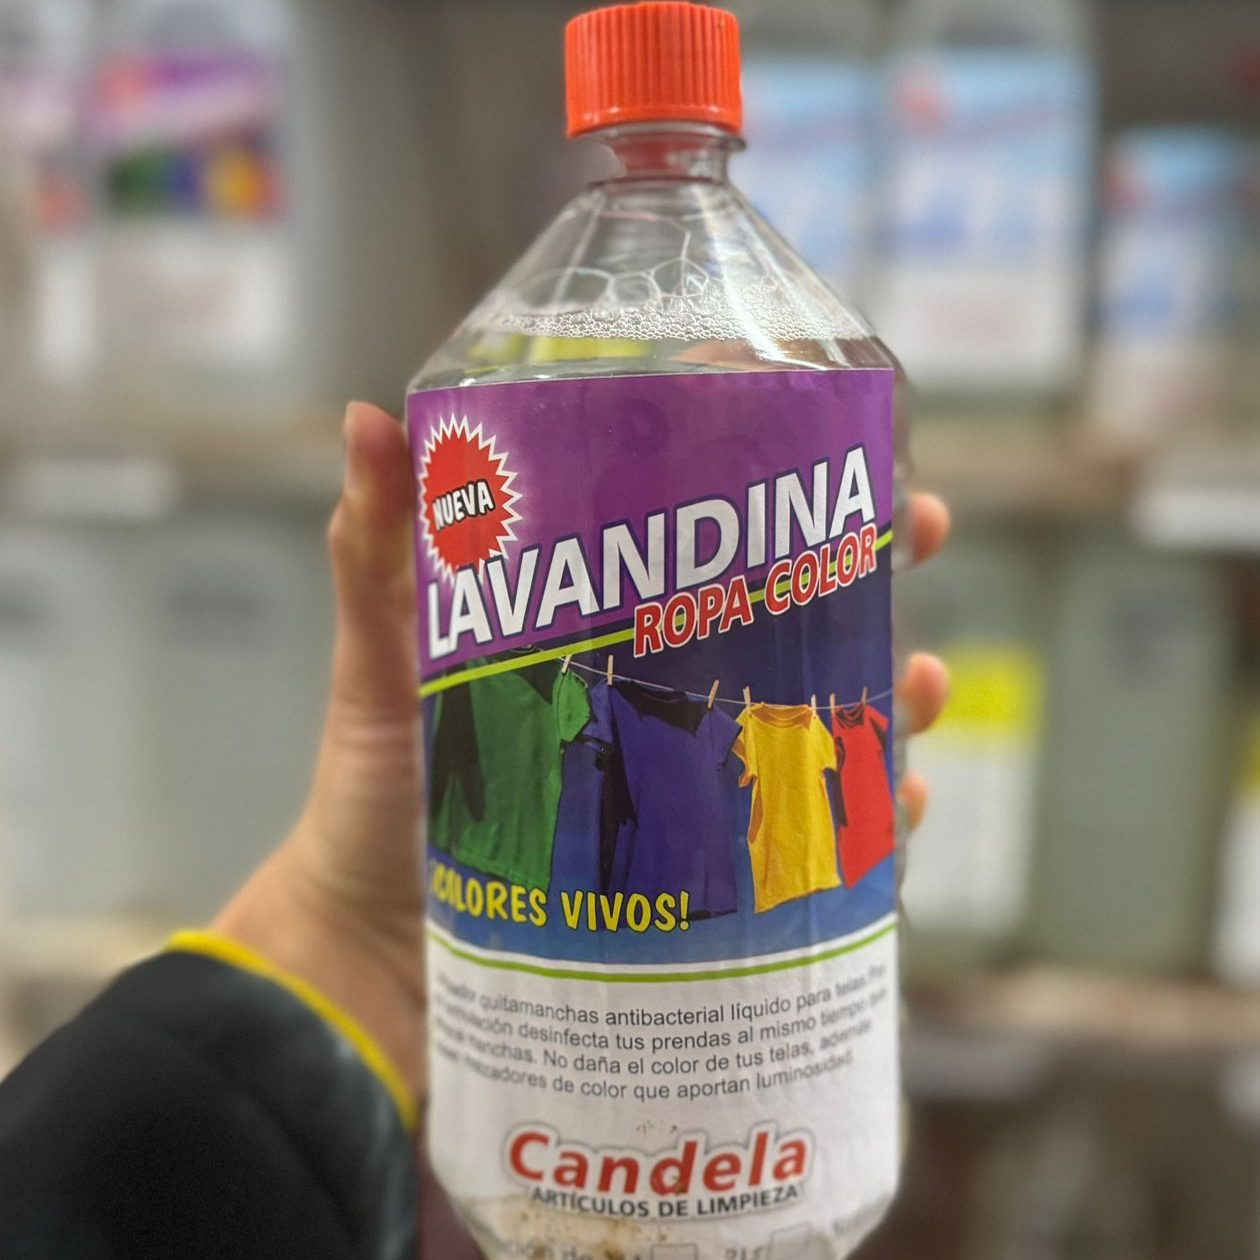 NUEVA
LAVANDINA
ROPA COLOR
¡COLORES VIVOS!
quitamanchas antibacterial líquido para telas
desinfecta tus prendas al mismo tiempo que
manchas. No daña el color de tus telas, además
de color que aportan luminosidad.
Candela
ARTÍCULOS DE LIMPIEZA